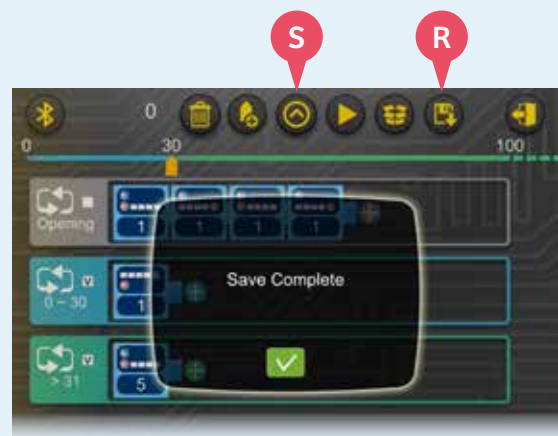 S R
0
0 30 100
Opening 1 1 1 1
Save Complete
V
0 ~ 30 1
V
> 31 5